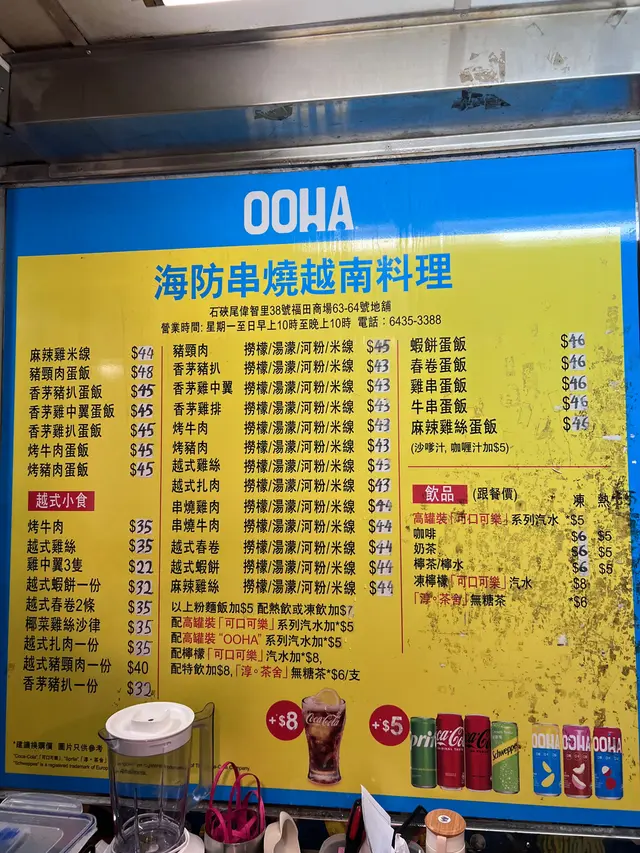 OOHA
海防串燒越南料理
石硤尾偉智里38號福田商場63-64號地舖
營業時間: 星期一至日早上10時至晚上10時 電話：6435-3388
麻辣雞米線 $44
豬頸肉蛋飯 $48
香茅豬扒蛋飯 $45
香茅雞中翼蛋飯 $45
香茅雞扒蛋飯 $45
烤牛肉蛋飯 $45
烤豬肉蛋飯 $45
越式小食
烤牛肉 $35
越式雞絲 $35
雞中翼3隻 $22
越式蝦餅一份 $32
越式春卷2條 $35
椰菜雞絲沙律 $35
越式扎肉一份 $35
越式豬頸肉一份 $40
香茅豬扒一份 $32
豬頸肉 撈檬/湯濛/河粉/米線 $45
香茅豬扒 撈檬/湯濛/河粉/米線 $43
香茅雞中翼 撈檬/湯濛/河粉/米線 $43
香茅雞排 撈檬/湯濛/河粉/米線 $43
烤牛肉 撈檬/湯濛/河粉/米線 $43
烤豬肉 撈檬/湯濛/河粉/米線 $43
越式雞絲 撈檬/湯濛/河粉/米線 $43
越式扎肉 撈檬/湯濛/河粉/米線 $43
串燒雞肉 撈檬/湯濛/河粉/米線 $44
串燒牛肉 撈檬/湯濛/河粉/米線 $44
越式春卷 撈檬/湯濛/河粉/米線 $44
越式蝦餅 撈檬/湯濛/河粉/米線 $44
麻辣雞絲 撈檬/湯濛/河粉/米線 $44
以上粉麵飯加$5 配熱飲或凍飲加$7
配高罐裝「可口可樂」系列汽水加*$5
配高罐裝 "OOHA" 系列汽水加*$5
配檸檬「可口可樂」汽水加*$8,
配特飲加$8,「淳。茶舍」無糖茶*$6/支
蝦餅蛋飯 $46
春卷蛋飯 $46
雞串蛋飯 $46
牛串蛋飯 $46
麻辣雞絲蛋飯 $46
(沙嗲汁, 咖喱汁加$5)
飲品 (跟餐價) 凍 熱
高罐裝「可口可樂」系列汽水 *$5
咖啡 $6 $5
奶茶 $6 $5
檸茶/檸水 $6 $5
凍檸檬「可口可樂」汽水 $8
「淳。茶舍」無糖茶 *$6
+$8
Coca-Cola
+$5
Coca-Cola
Schweppes
OOHA
*建議換購價 圖片只供參考